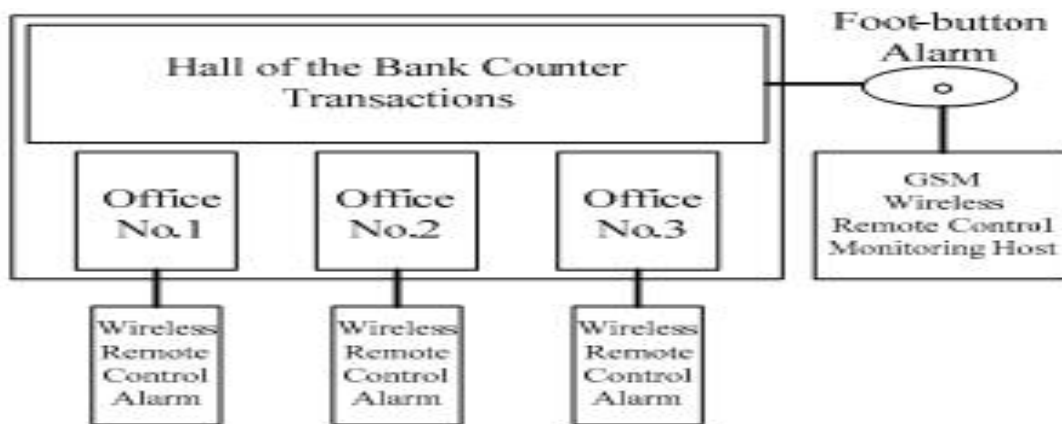 Hall of the Bank Counter
Transactions
Foot-button
Alarm
Office
No.1
Office
No.2
Office
No.3
GSM
Wireless
Remote Control
Monitoring Host
Wireless
Remote
Control
Alarm
Wireless
Remote
Control
Alarm
Wireless
Remote
Control
Alarm